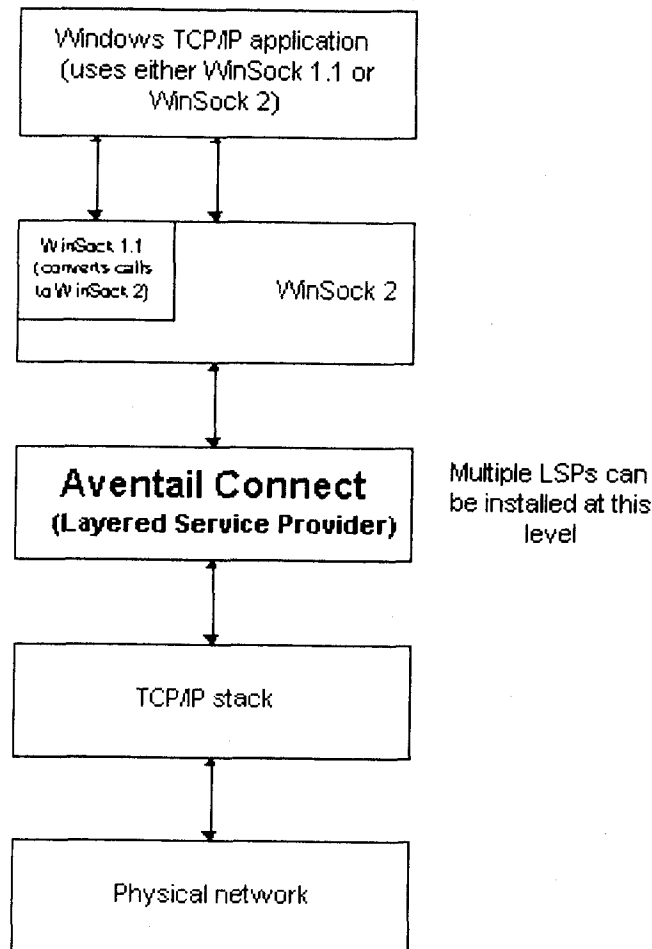 Windows TCP/IP application
(uses either WinSock 1.1 or
WinSock 2)
WinSock 1.1
(converts calls
to WinSock 2)
WinSock 2
Aventail Connect
(Layered Service Provider)
Multiple LSPs can
be installed at this
level
TCP/IP stack
Physical network